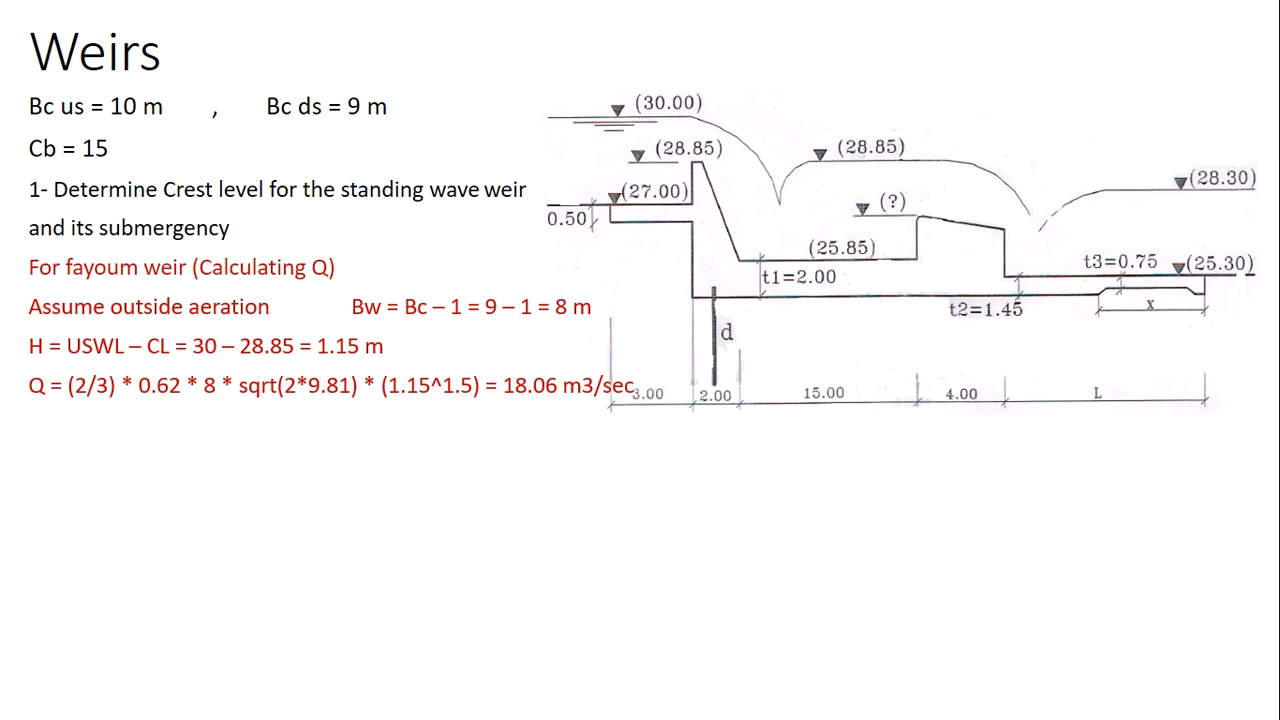 Weirs
Bc us = 10 m , Bc ds = 9 m
Cb = 15
1- Determine Crest level for the standing wave weir
and its submergency
For fayoum weir (Calculating Q)
Assume outside aeration Bw = Bc – 1 = 9 – 1 = 8 m
H = USWL – CL = 30 – 28.85 = 1.15 m
Q = (2/3) * 0.62 * 8 * sqrt(2*9.81) * (1.15^1.5) = 18.06 m3/sec
(30.00)
(28.85) (28.85)
(27.00) (?) (28.30)
0.50
(25.85) t3=0.75 (25.30)
t1=2.00
t2=1.45 x
d
3.00 2.00 15.00 4.00 L